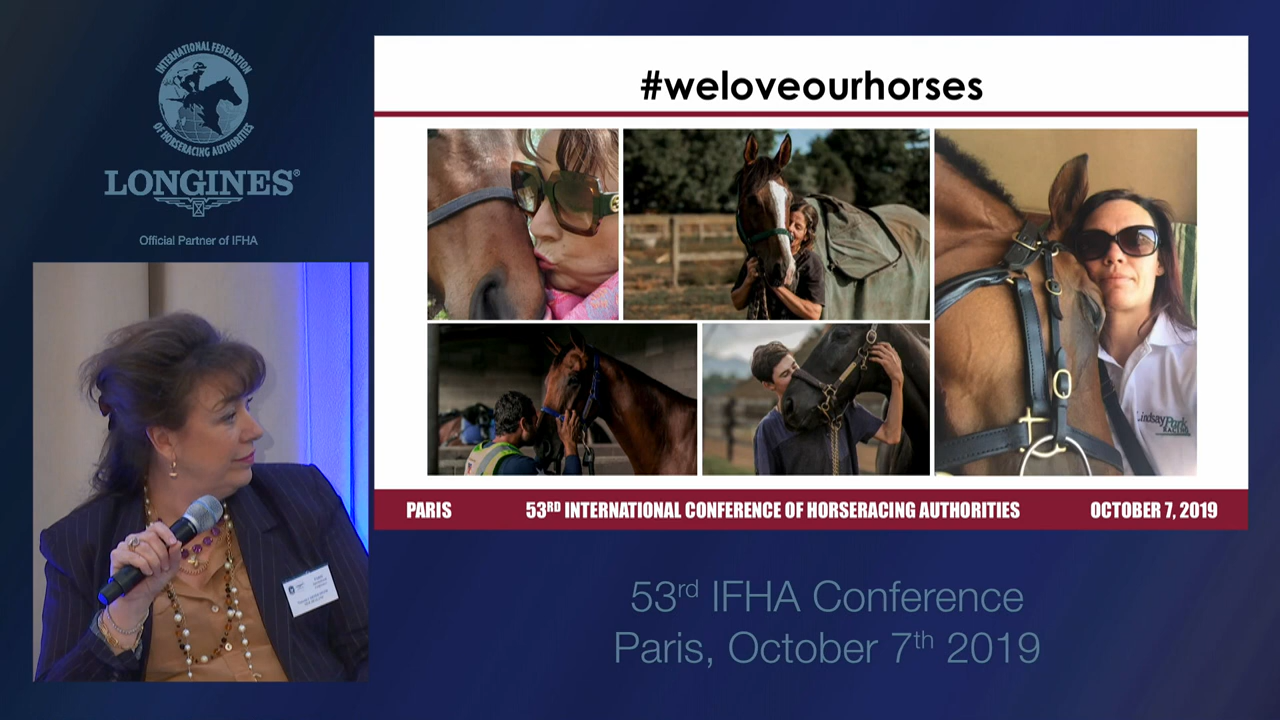 INTERNATIONAL FEDERATION
OF HORSERACING AUTHORITIES
LONGINES®
Official Partner of IFHA
#weloveourhorses
Lindsay Park
RACING
PARIS
53RD INTERNATIONAL CONFERENCE OF HORSERACING AUTHORITIES
OCTOBER 7, 2019
53rd IFHA Conference
Paris, October 7th 2019